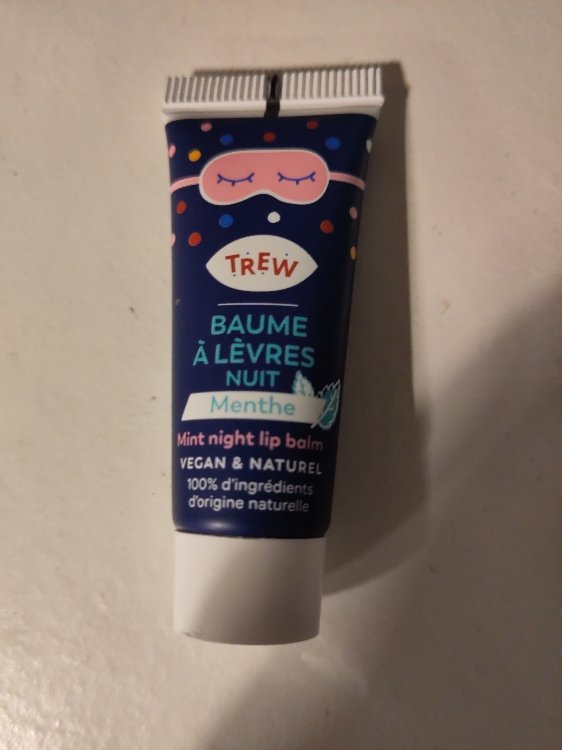 TREW
BAUME
À LÈVRES
NUIT
Menthe
Mint night lip balm
VEGAN & NATUREL
100% d'ingrédients
d'origine naturelle